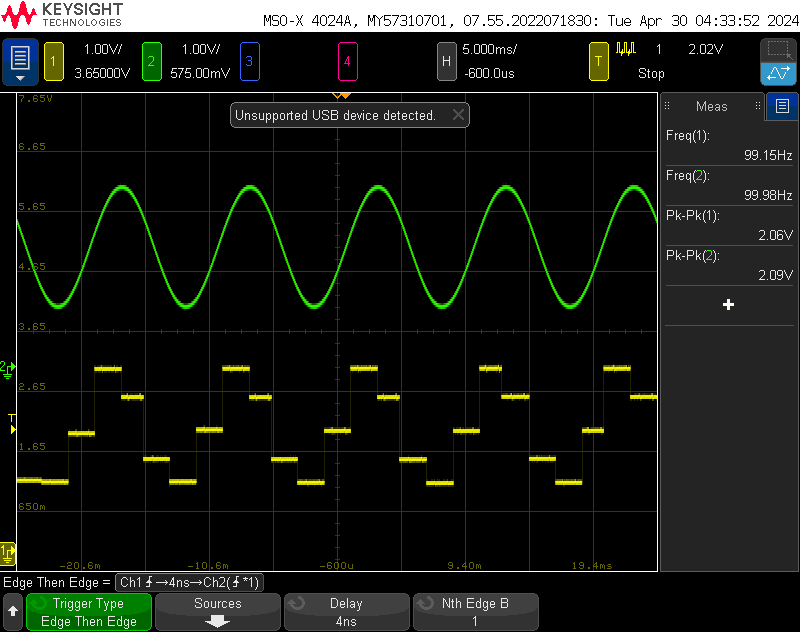 KEYSIGHT
TECHNOLOGIES
MSO-X 4024A, MY57310701, 07.55.2022071830: Tue Apr 30 04:33:52 2024
1 1.00V/ 2 1.00V/ 3 4 H 5.000ms/ T 1 2.02V
3.65000V 575.00mV -600.0us Stop
7.65V
Unsupported USB device detected.
Meas
6.65
Freq(1):
99.15Hz
Freq(2):
99.98Hz
5.65
Pk-Pk(1):
2.06V
Pk-Pk(2):
4.65
2.09V
3.65
2
2.65
T
1.65
650m
1
-20.6m -10.6m -600u 9.40m 19.4ms
Edge Then Edge = Ch1→4ns→Ch2(*1)
Trigger Type Sources Delay Nth Edge B
Edge Then Edge 4ns 1